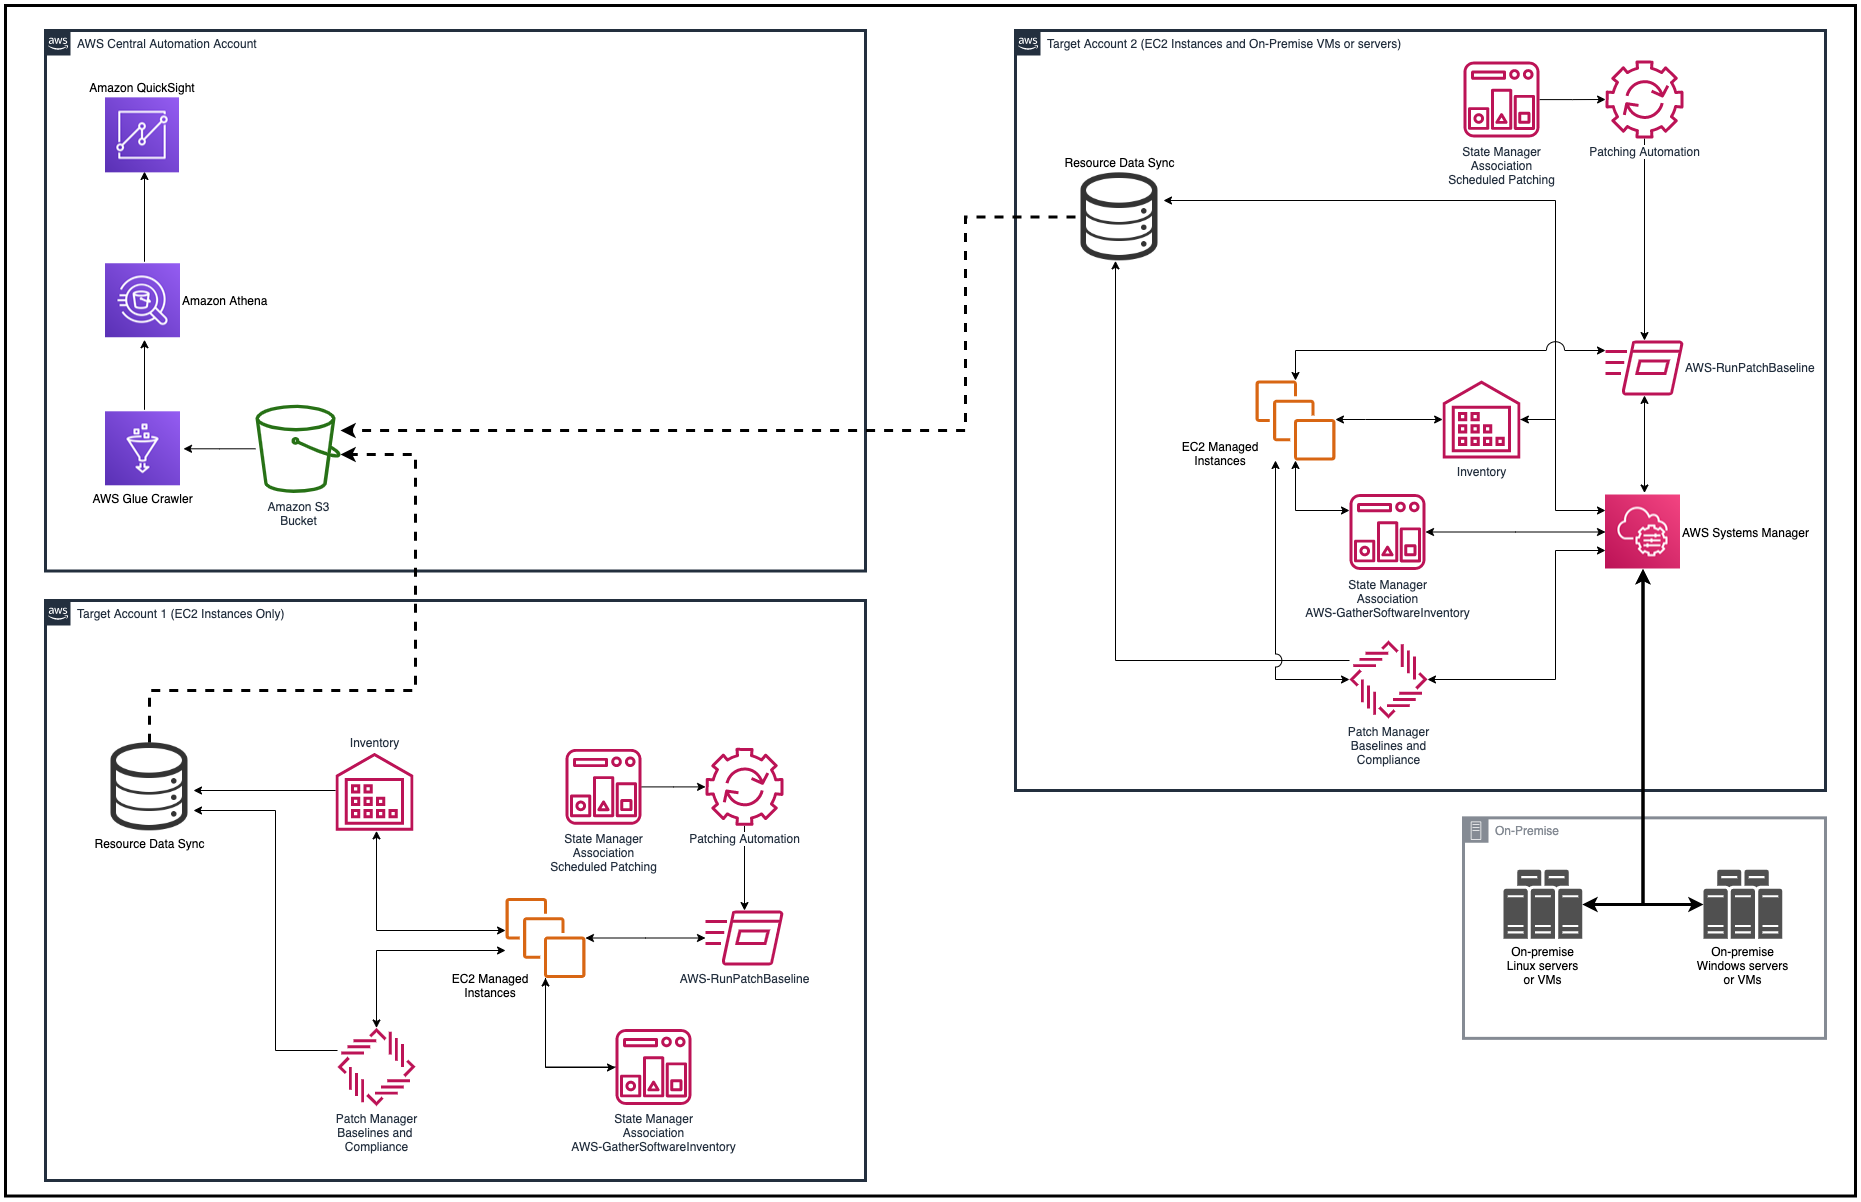 aws
AWS Central Automation Account
Amazon QuickSight
Amazon Athena
AWS Glue Crawler
Amazon S3
Bucket
aws
Target Account 1 (EC2 Instances Only)
Resource Data Sync
Inventory
State Manager
Association
Scheduled Patching
Patching Automation
EC2 Managed
Instances
AWS-RunPatchBaseline
Patch Manager
Baselines and
Compliance
State Manager
Association
AWS-GatherSoftwareInventory
aws
Target Account 2 (EC2 Instances and On-Premise VMs or servers)
State Manager
Association
Scheduled Patching
Patching Automation
Resource Data Sync
AWS-RunPatchBaseline
EC2 Managed
Instances
Inventory
AWS Systems Manager
State Manager
Association
AWS-GatherSoftwareInventory
Patch Manager
Baselines and
Compliance
On-Premise
On-premise
Linux servers
or VMs
On-premise
Windows servers
or VMs